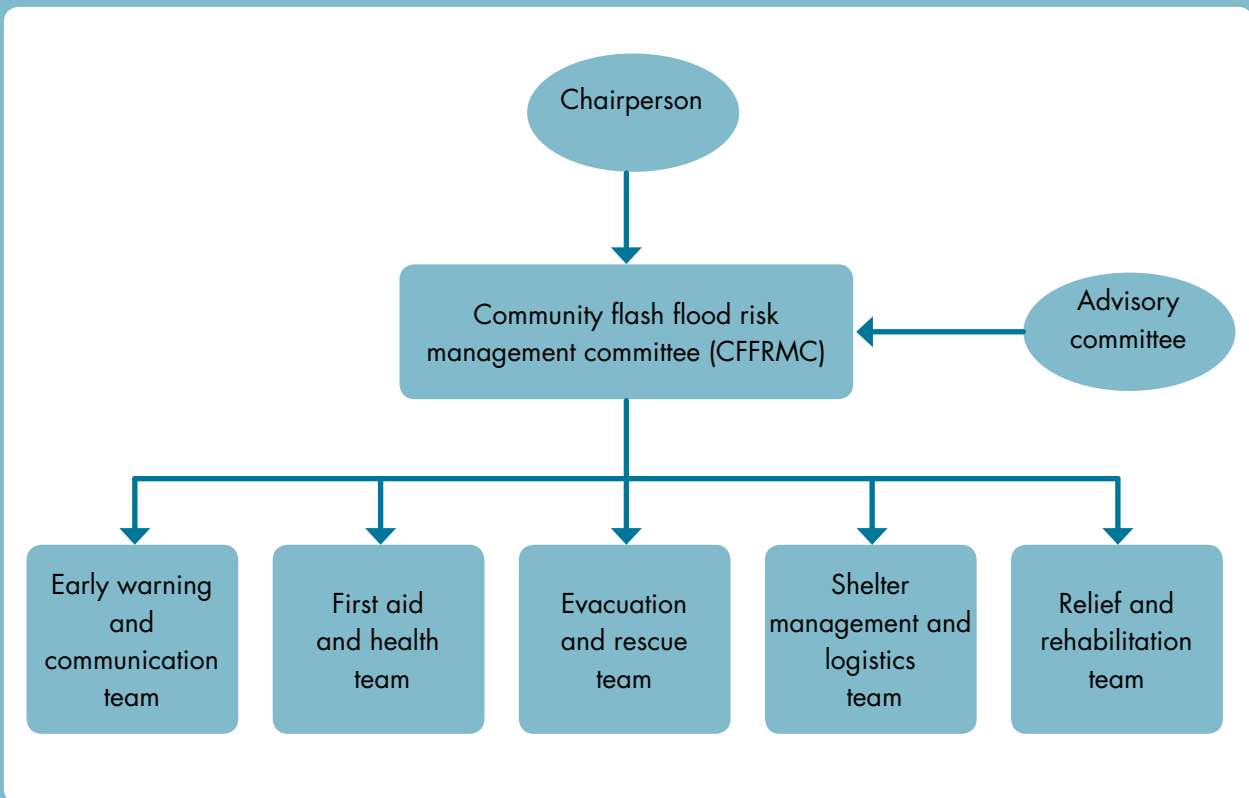 Chairperson
Community flash flood risk
management committee (CFFRMC)
Advisory
committee
Early warning
and
communication
team
First aid
and health
team
Evacuation
and rescue
team
Shelter
management and
logistics
team
Relief and
rehabilitation
team